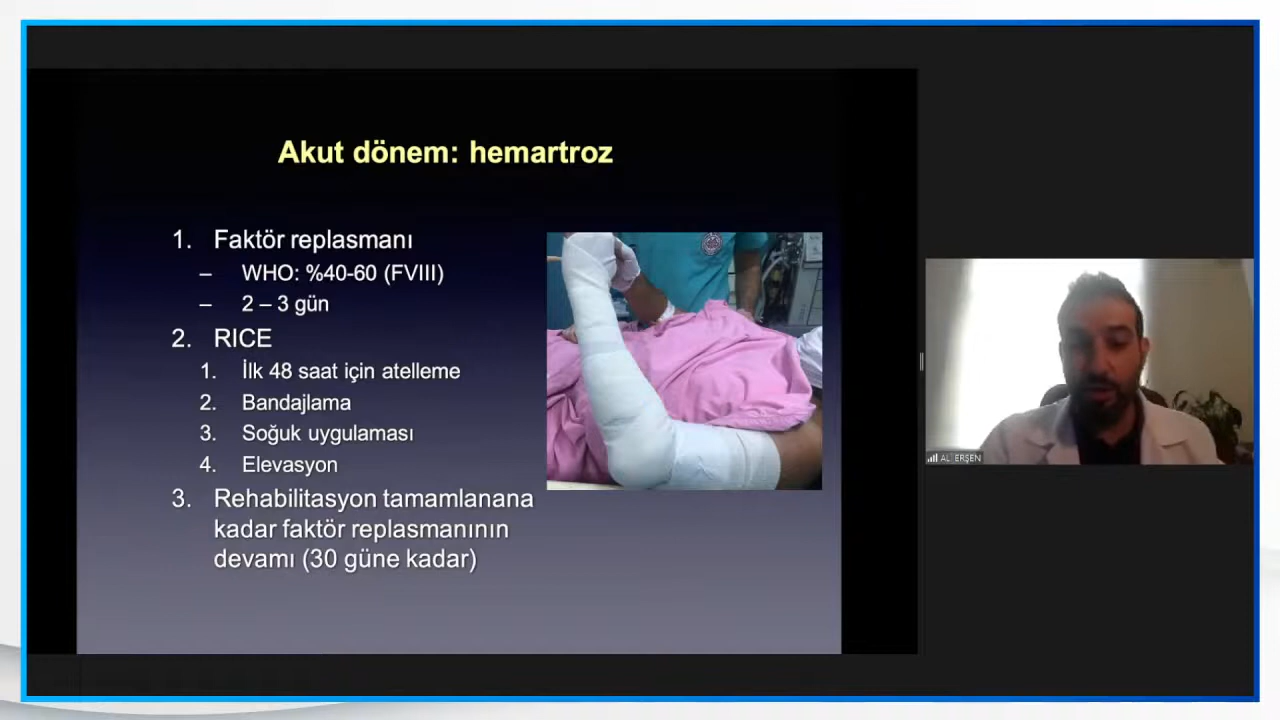 Akut dönem: hemartroz
1. Faktör replasmanı
– WHO: %40-60 (FVIII)
– 2 – 3 gün
2. RICE
1. İlk 48 saat için atelleme
2. Bandajlama
3. Soğuk uygulaması
4. Elevasyon
3. Rehabilitasyon tamamlanana
kadar faktör replasmanının
devamı (30 güne kadar)
ALİ ERŞEN